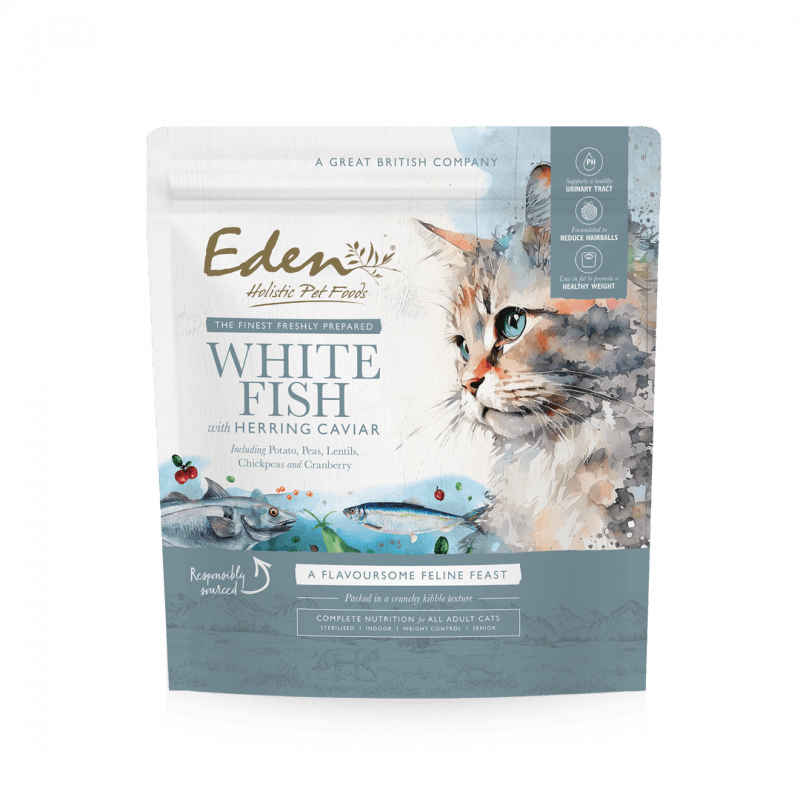 A GREAT BRITISH COMPANY
PH
Supports a healthy
URINARY TRACT
Formulated to
REDUCE HAIRBALLS
Low in fat to promote a
HEALTHY WEIGHT
Eden®
Holistic Pet Foods
THE FINEST FRESHLY PREPARED
WHITE
FISH
with HERRING CAVIAR
Including Potato, Peas, Lentils,
Chickpeas and Cranberry
Responsibly
sourced
A FLAVOURSOME FELINE FEAST
Packed in a crunchy kibble texture
COMPLETE NUTRITION for ALL ADULT CATS
STERILISED | INDOOR | WEIGHT CONTROL | SENIOR